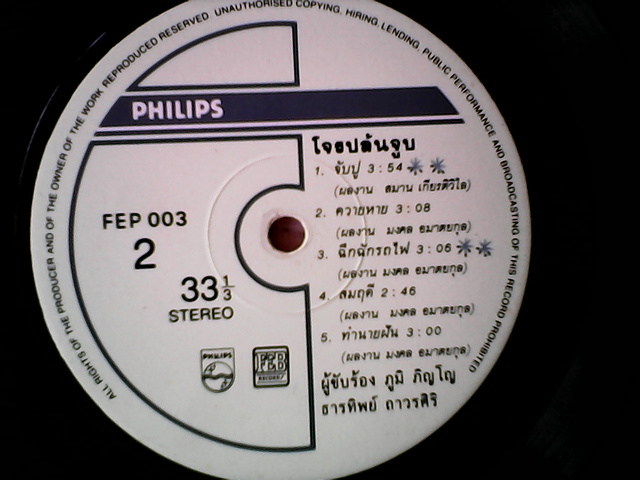 ALL RIGHTS OF THE PRODUCER AND OF THE OWNER OF THE WORK REPRODUCED RESERVED. UNAUTHORISED COPYING, HIRING, LENDING, PUBLIC PERFORMANCE AND BROADCASTING OF THIS RECORD PROHIBITED
PHILIPS
FEP 003
2
33 1/3
STEREO
PHILIPS
FEB
RECORD
โจรปล้นจูบ
1. จับปู 3:54 ** 
(ผลงาน สมาน เกียรติวิไล)
2. ควายหาย 3:08
(ผลงาน มงคล อมาตยกุล)
3. ฉึกฉักรถไฟ 3:06 **
(ผลงาน มงคล อมาตยกุล)
4. สมฤดี 2:46
(ผลงาน มงคล อมาตยกุล)
5. ทำนายฝัน 3:00
(ผลงาน มงคล อมาตยกุล)
ผู้ขับร้อง ภูมิ ภิญโญ
ธารทิพย์ ถาวรศิริ